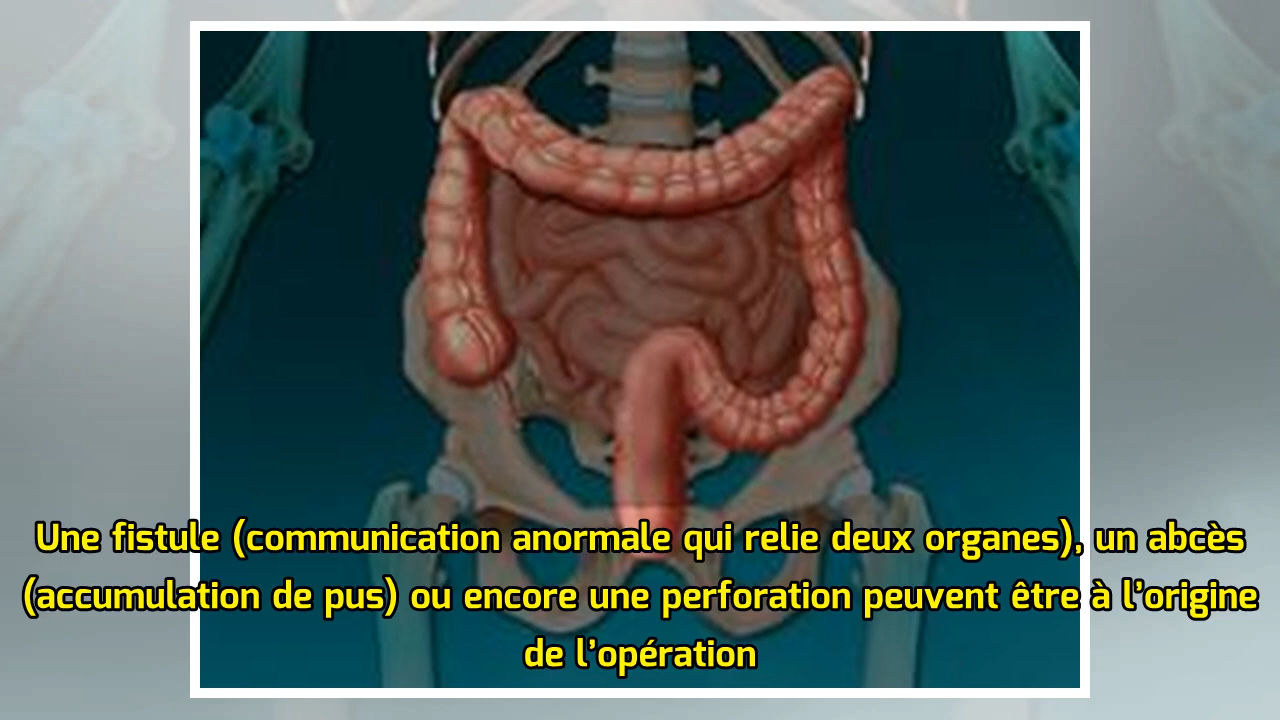 Une fistule (communication anormale qui relie deux organes), un abcès
(accumulation de pus) ou encore une perforation peuvent être à l’origine
de l’opération